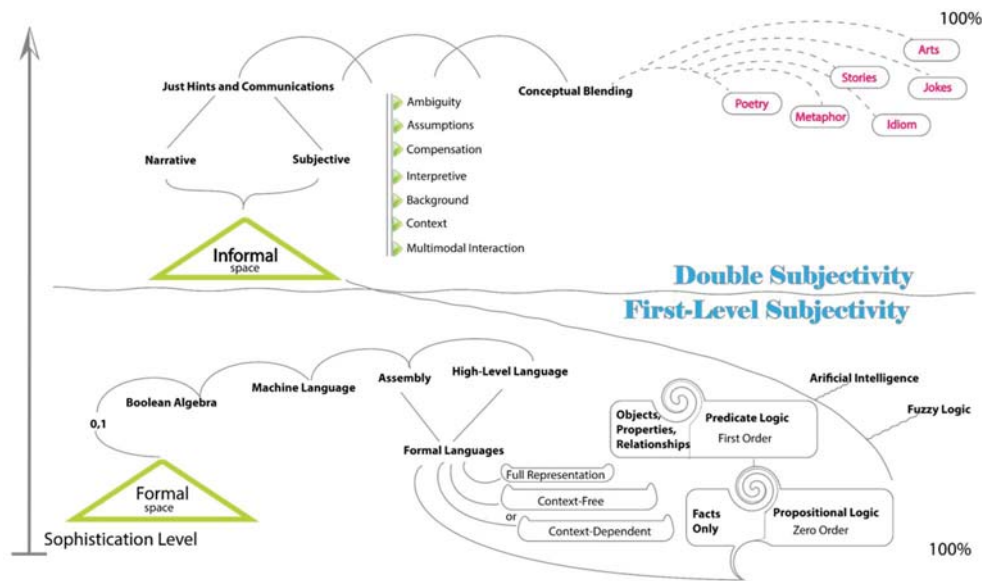 100%
Arts
Just Hints and Communications
Conceptual Blending
Stories
Jokes
Poetry
Metaphor
Idiom
Ambiguity
Assumptions
Compensation
Interpretive
Background
Context
Multimodal Interaction
Narrative
Subjective
Informal
space
Double Subjectivity
First-Level Subjectivity
0,1
Boolean Algebra
Machine Language
Assembly
High-Level Language
Arificial Intelligence
Fuzzy Logic
Objects,
Properties,
Relationships
Predicate Logic
First Order
Formal Languages
Full Representation
Context-Free
or
Context-Dependent
Facts
Only
Propositional Logic
Zero Order
Formal
space
Sophistication Level
100%